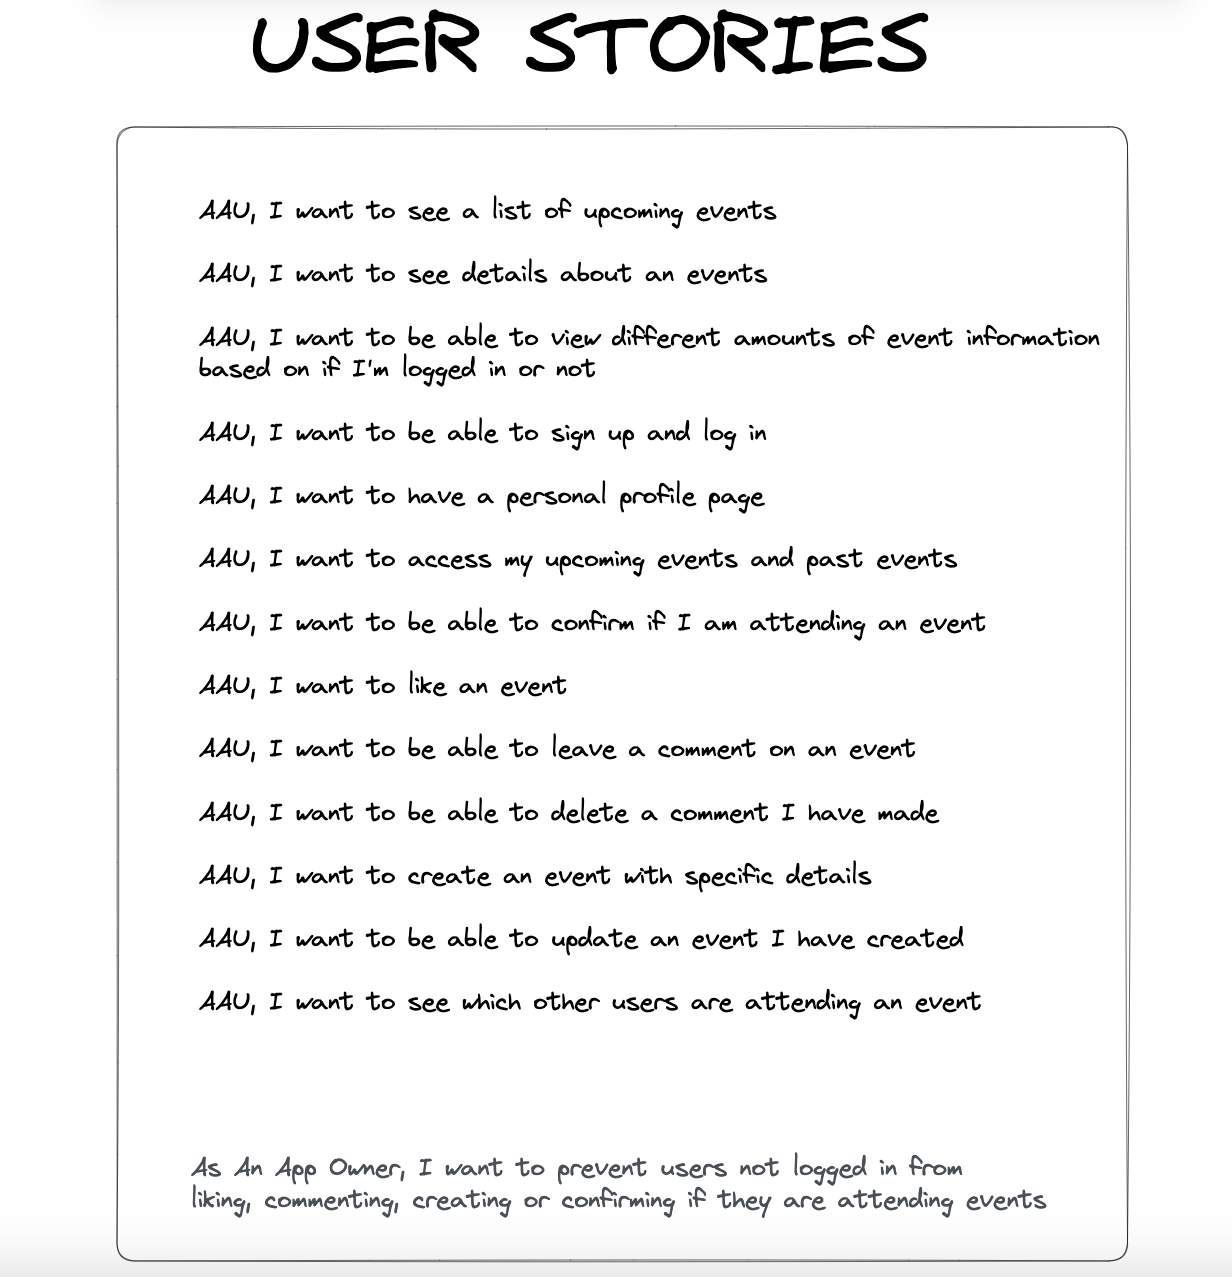 USER STORIES
AAU, I want to see a list of upcoming events
AAU, I want to see details about an events
AAU, I want to be able to view different amounts of event information
based on if I'm logged in or not
AAU, I want to be able to sign up and log in
AAU, I want to have a personal profile page
AAU, I want to access my upcoming events and past events
AAU, I want to be able to confirm if I am attending an event
AAU, I want to like an event
AAU, I want to be able to leave a comment on an event
AAU, I want to be able to delete a comment I have made
AAU, I want to create an event with specific details
AAU, I want to be able to update an event I have created
AAU, I want to see which other users are attending an event
As An App Owner, I want to prevent users not logged in from
liking, commenting, creating or confirming if they are attending events